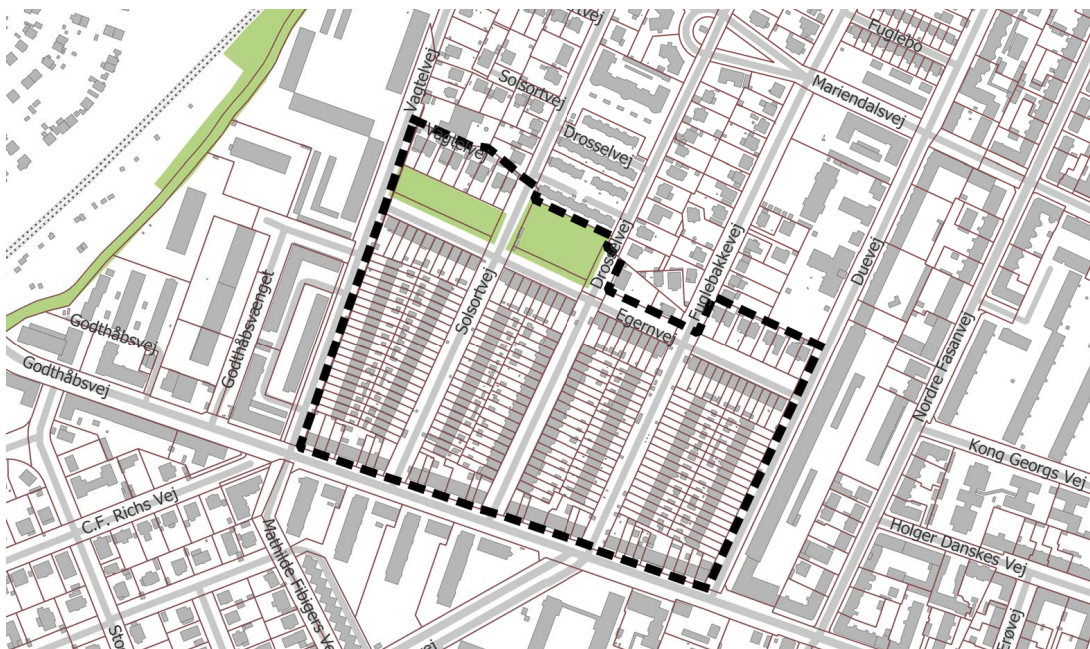 Fuglebo
Vagtelvej
Solsortvej
Mariendalsvej
Drosselvej
Vagtelvej
Drosselvej
Fuglebakkevej
Duevej
Solsortvej
Egernvej
Godthåbsvænget
Godthåbsvej
Godthåbsvej
Nordre Fasanvej
Kong Georgs Vej
C.F. Richs Vej
Mathilde Fibigers Ve
Holger Danskes Vej